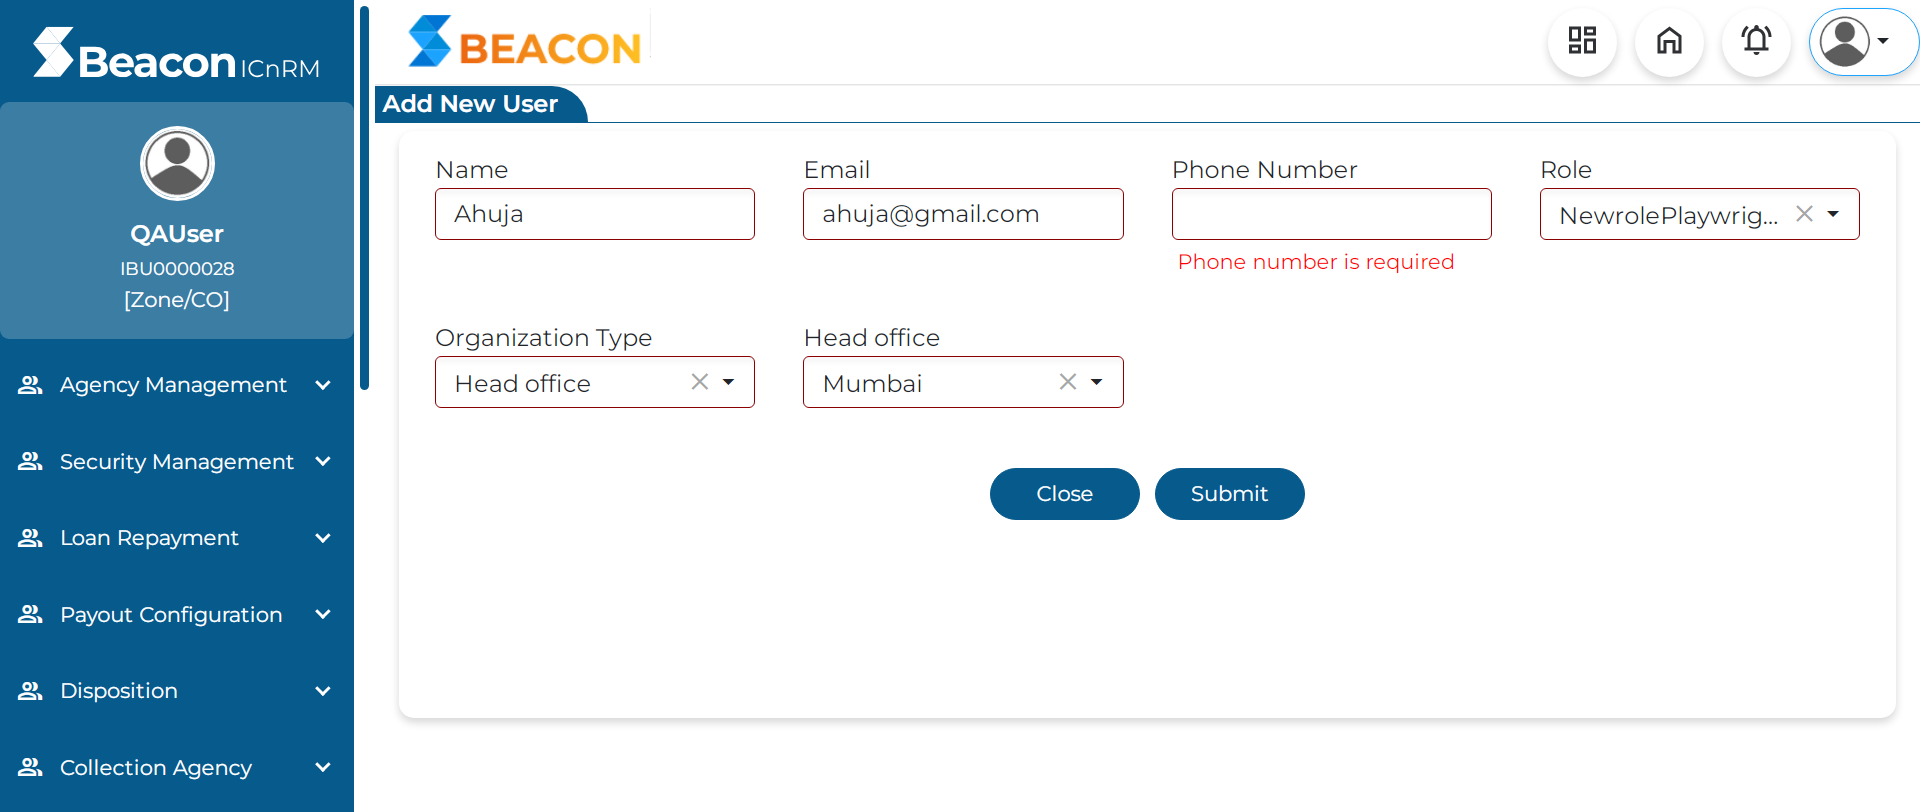 Beacon ICnRM
QAUser
IBU0000028
[Zone/CO]
Agency Management
Security Management
Loan Repayment
Payout Configuration
Disposition
Collection Agency
BEACON
Add New User
Name
Email
Phone Number
Role
Ahuja
ahuja@gmail.com
NewrolePlaywrig...
Phone number is required
Organization Type
Head office
Head office
Mumbai
Close
Submit